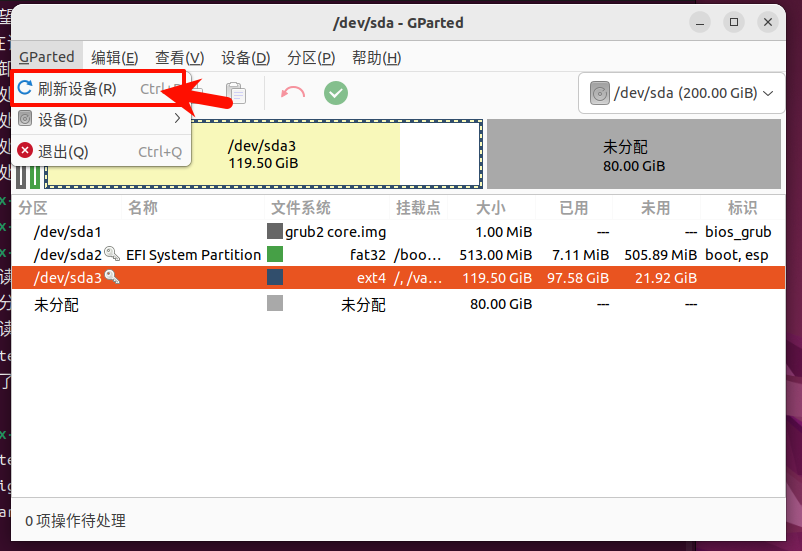 /dev/sda - GParted
GParted 编辑(E) 查看(V) 设备(D) 分区(P) 帮助(H)
刷新设备(R) Ctrl+
/dev/sda (200.00 GiB)
设备(D)
退出(Q) Ctrl+Q
/dev/sda3
119.50 GiB
未分配
80.00 GiB
分区 名称 文件系统 挂载点 大小 已用 未用 标识
/dev/sda1 grub2 core.img 1.00 MiB --- --- bios_grub
/dev/sda2 EFI System Partition fat32 /boo... 513.00 MiB 7.11 MiB 505.89 MiB boot, esp
/dev/sda3 ext4 /, /va... 119.50 GiB 97.58 GiB 21.92 GiB
未分配 未分配 80.00 GiB --- ---
0 项操作待处理